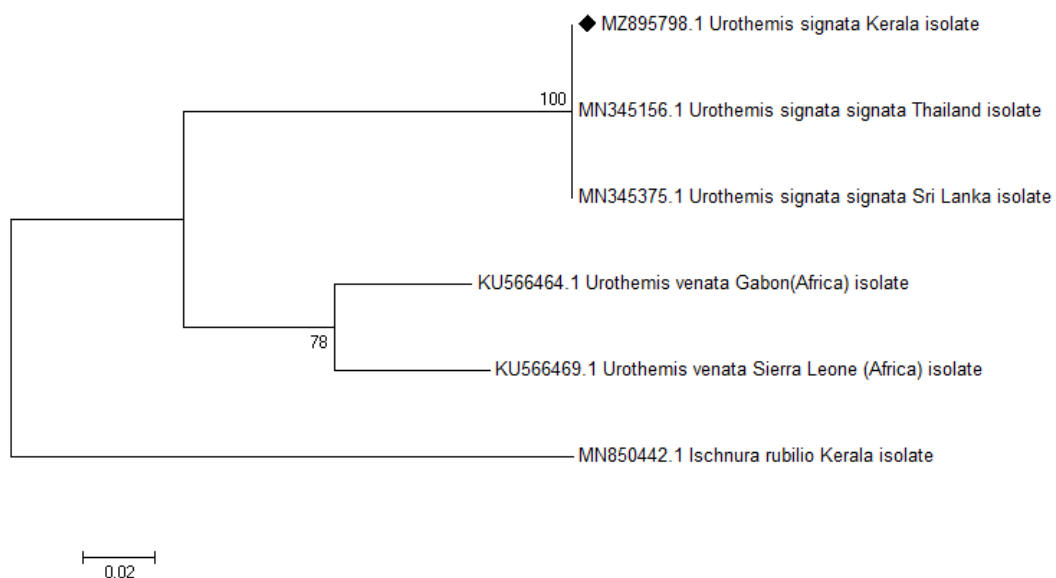 MZ895798.1 Urothemis signata Kerala isolate
100
MN345156.1 Urothemis signata signata Thailand isolate
MN345375.1 Urothemis signata signata Sri Lanka isolate
KU566464.1 Urothemis venata Gabon(Africa) isolate
78
KU566469.1 Urothemis venata Sierra Leone (Africa) isolate
MN850442.1 Ischnura rubilio Kerala isolate
0.02